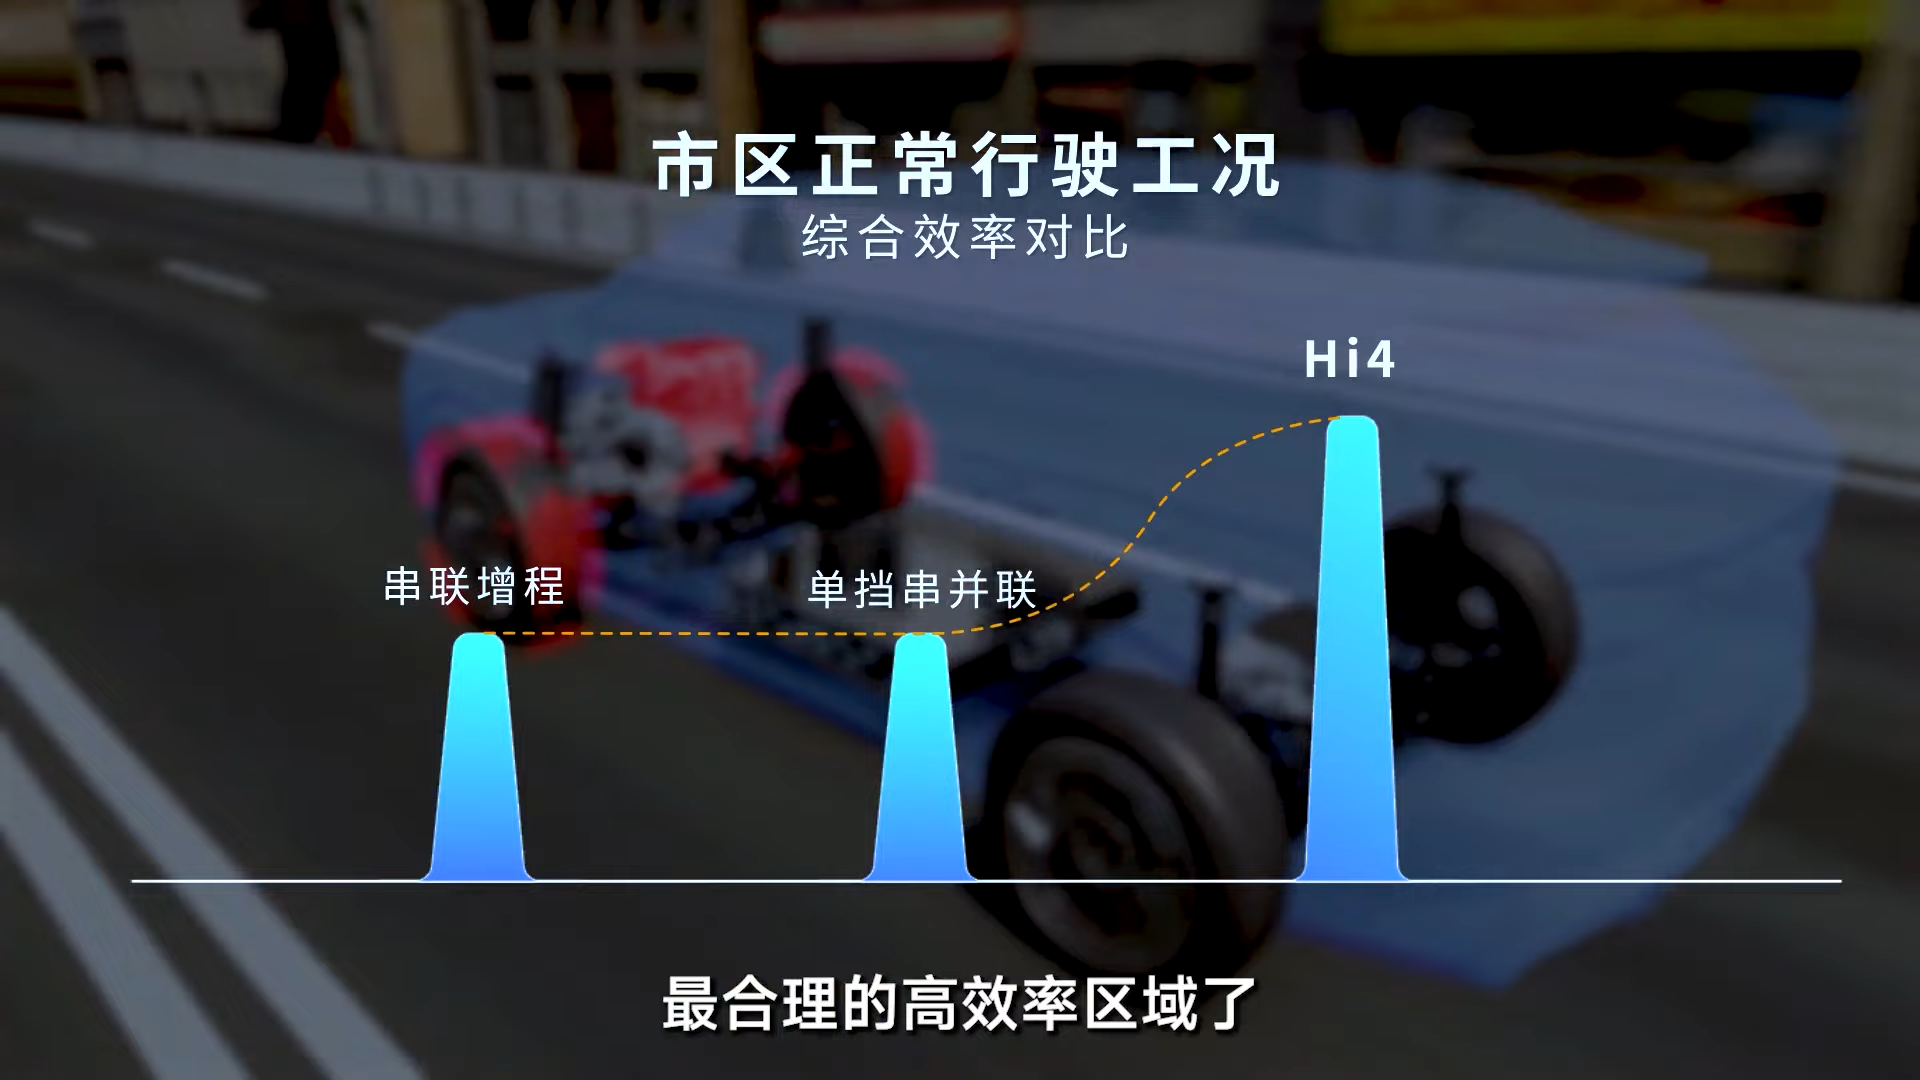 市区正常行驶工况
综合效率对比
Hi4
串联增程
单挡串并联
最合理的高效率区域了